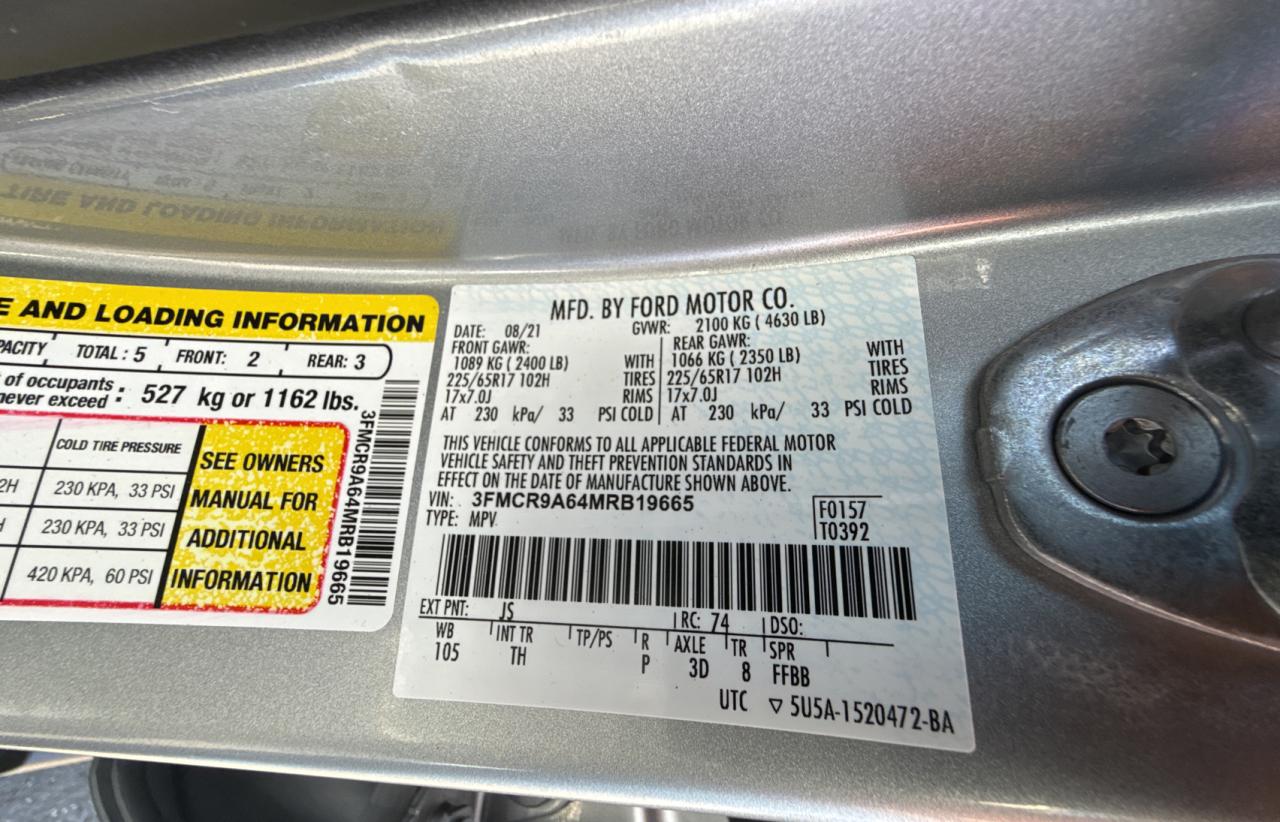 E AND LOADING INFORMATION
PACITY TOTAL : 5 FRONT: 2 REAR: 3
of occupants
never exceed : 527 kg or 1162 lbs.
COLD TIRE PRESSURE
2H 230 KPA, 33 PSI
230 KPA, 33 PSI
420 KPA, 60 PSI
SEE OWNERS
MANUAL FOR
ADDITIONAL
INFORMATION
3FMCR9A64MRB19665
MFD. BY FORD MOTOR CO.
DATE: 08/21 GVWR: 2100 KG ( 4630 LB)
FRONT GAWR: REAR GAWR:
1089 KG ( 2400 LB) WITH 1066 KG ( 2350 LB) WITH
225/65R17 102H TIRES 225/65R17 102H TIRES
17x7.0J RIMS 17x7.0J RIMS
AT 230 kPa/ 33 PSI COLD AT 230 kPa/ 33 PSI COLD
THIS VEHICLE CONFORMS TO ALL APPLICABLE FEDERAL MOTOR
VEHICLE SAFETY AND THEFT PREVENTION STANDARDS IN
EFFECT ON THE DATE OF MANUFACTURE SHOWN ABOVE.
VIN: 3FMCR9A64MRB19665 F0157
TYPE: MPV T0392
EXT PNT: JS RC: 74 DSO:
WB INT TR TP/PS R AXLE TR SPR
105 TH P 3D 8 FFBB
UTC ▽ 5U5A-1520472-BA